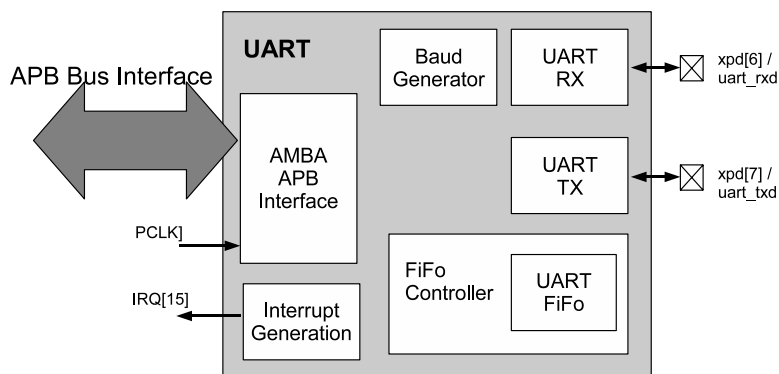 UART
Baud
Generator
UART
RX
xpd[6] /
uart_rxd
APB Bus Interface
AMBA
APB
Interface
UART
TX
xpd[7] /
uart_txd
PCLK]
FiFo
Controller
UART
FiFo
IRQ[15]
Interrupt
Generation